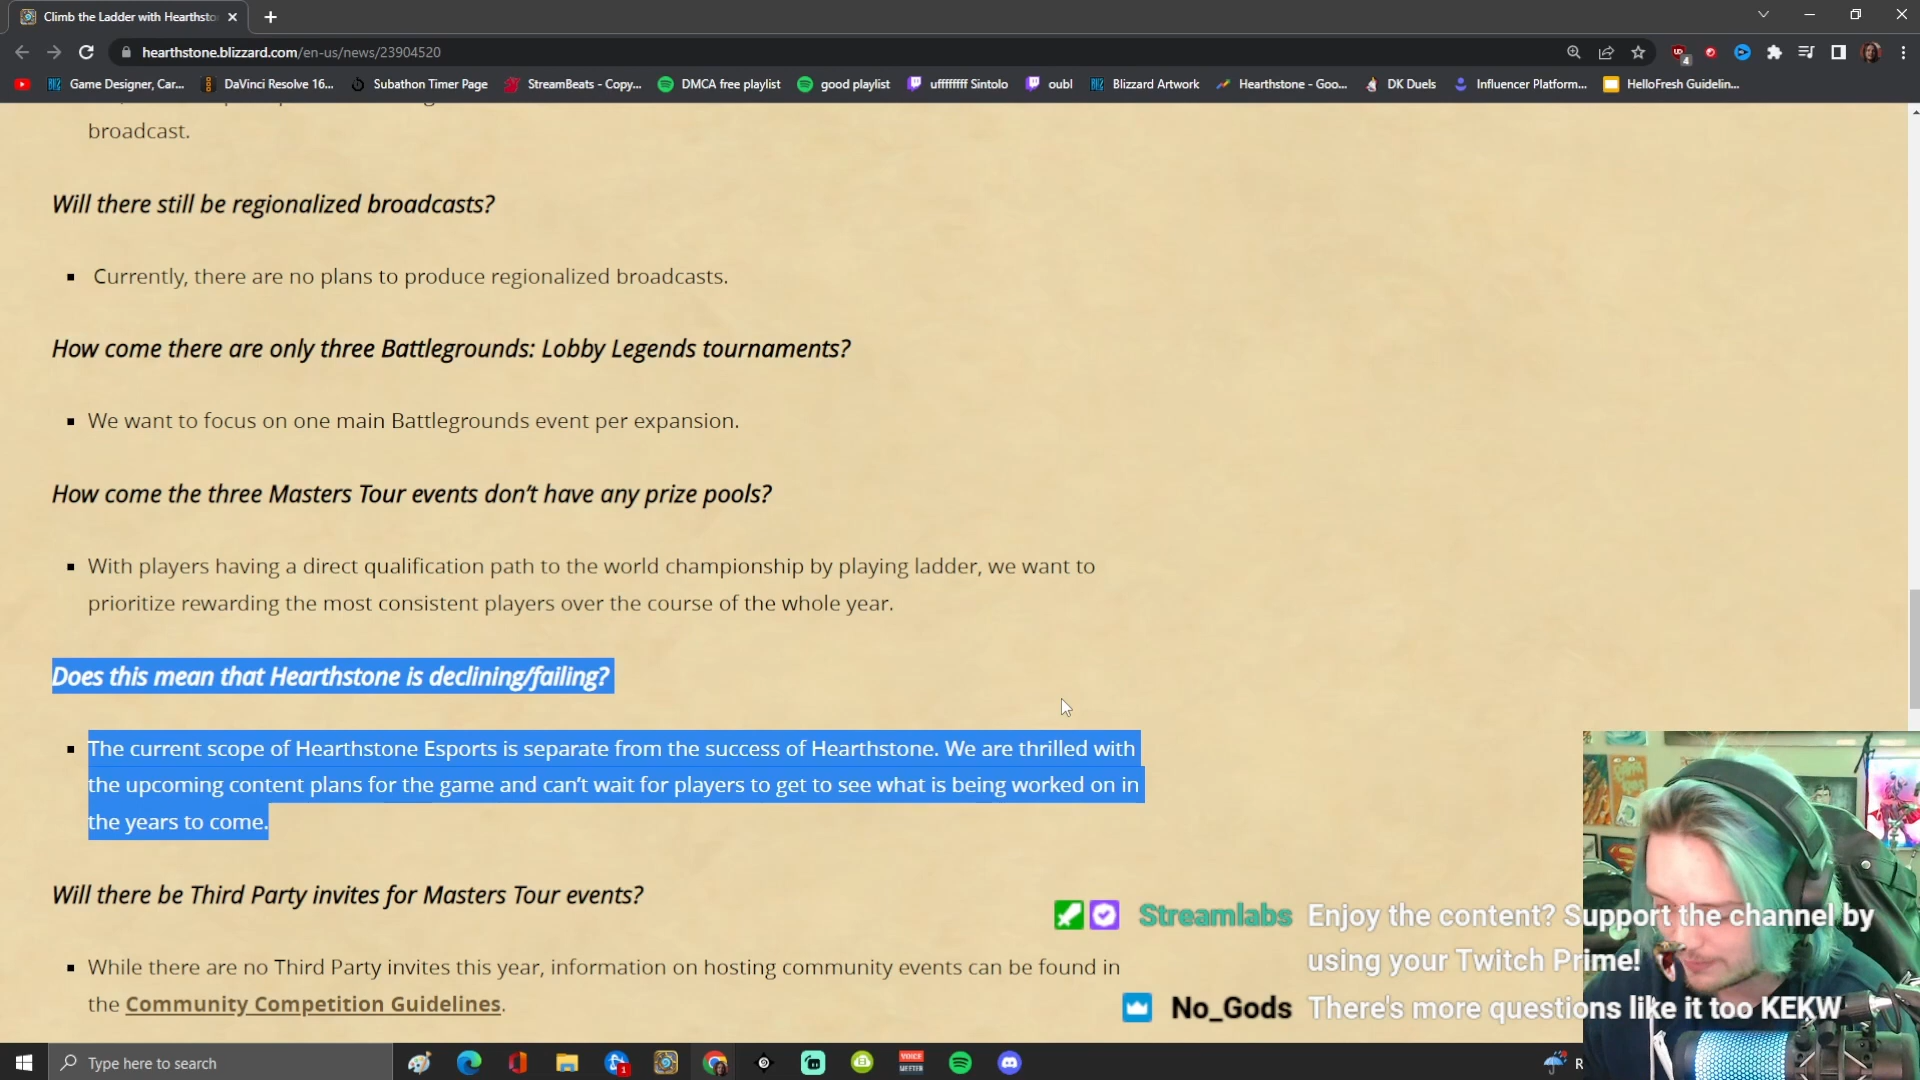 Climb the Ladder with Hearthsto
hearthstone.blizzard.com/en-us/news/23904520
Game Designer, Car...
DaVinci Resolve 16...
Subathon Timer Page
StreamBeats - Copy...
DMCA free playlist
good playlist
uffffffff Sintolo
oubl
Blizzard Artwork
Hearthstone - Goo...
DK Duels
Influencer Platform...
HelloFresh Guidelin...
UD
4
broadcast.
Will there still be regionalized broadcasts?
Currently, there are no plans to produce regionalized broadcasts.
How come there are only three Battlegrounds: Lobby Legends tournaments?
We want to focus on one main Battlegrounds event per expansion.
How come the three Masters Tour events don't have any prize pools?
With players having a direct qualification path to the world championship by playing ladder, we want to
prioritize rewarding the most consistent players over the course of the whole year.
Does this mean that Hearthstone is declining/failing?
The current scope of Hearthstone Esports is separate from the success of Hearthstone. We are thrilled with
the upcoming content plans for the game and can't wait for players to get to see what is being worked on in
the years to come.
Will there be Third Party invites for Masters Tour events?
While there are no Third Party invites this year, information on hosting community events can be found in
the Community Competition Guidelines.
Streamlabs Enjoy the content? Support the channel by
using your Twitch Prime!
No_Gods There's more questions like it too KEKW
Type here to search
1
VOICE
MEETER
R